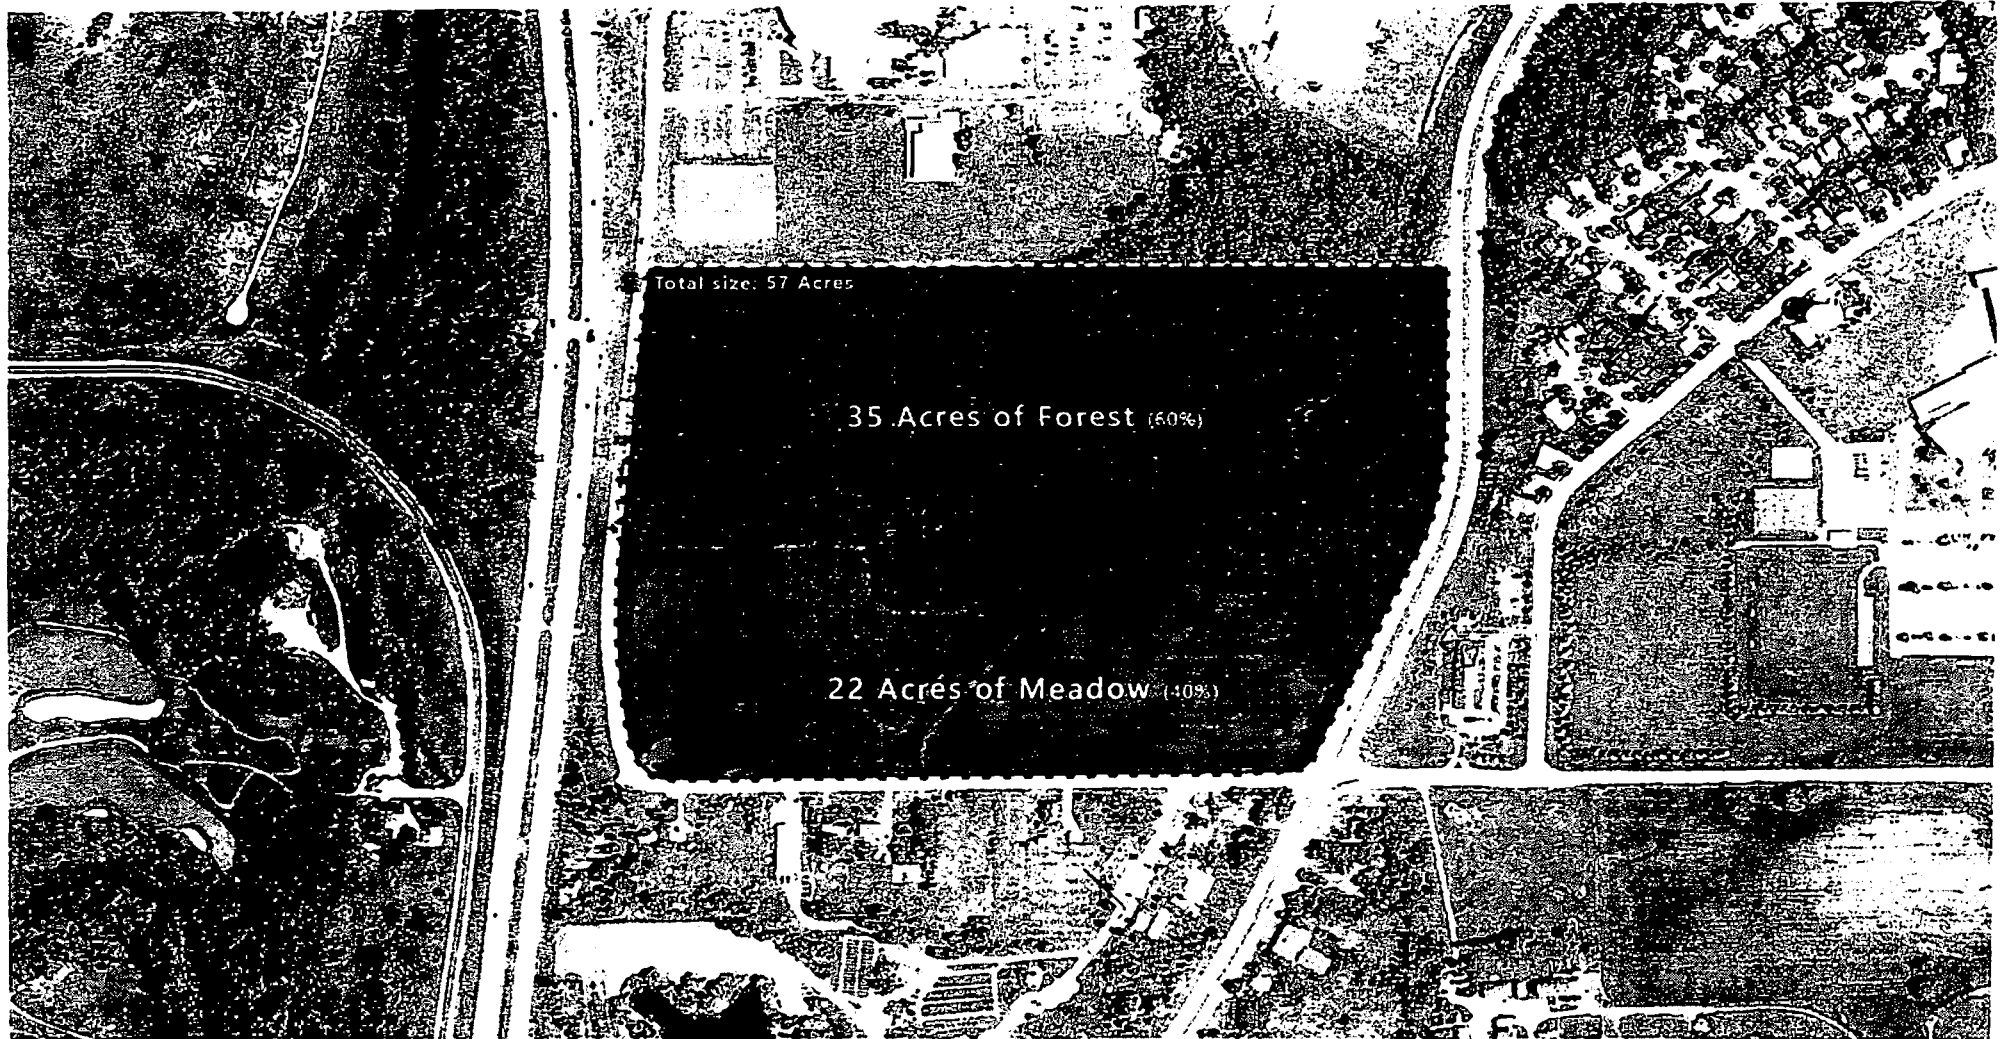 Total size: 57 Acres
35 Acres of Forest (60%)
22 Acres of Meadow (40%)